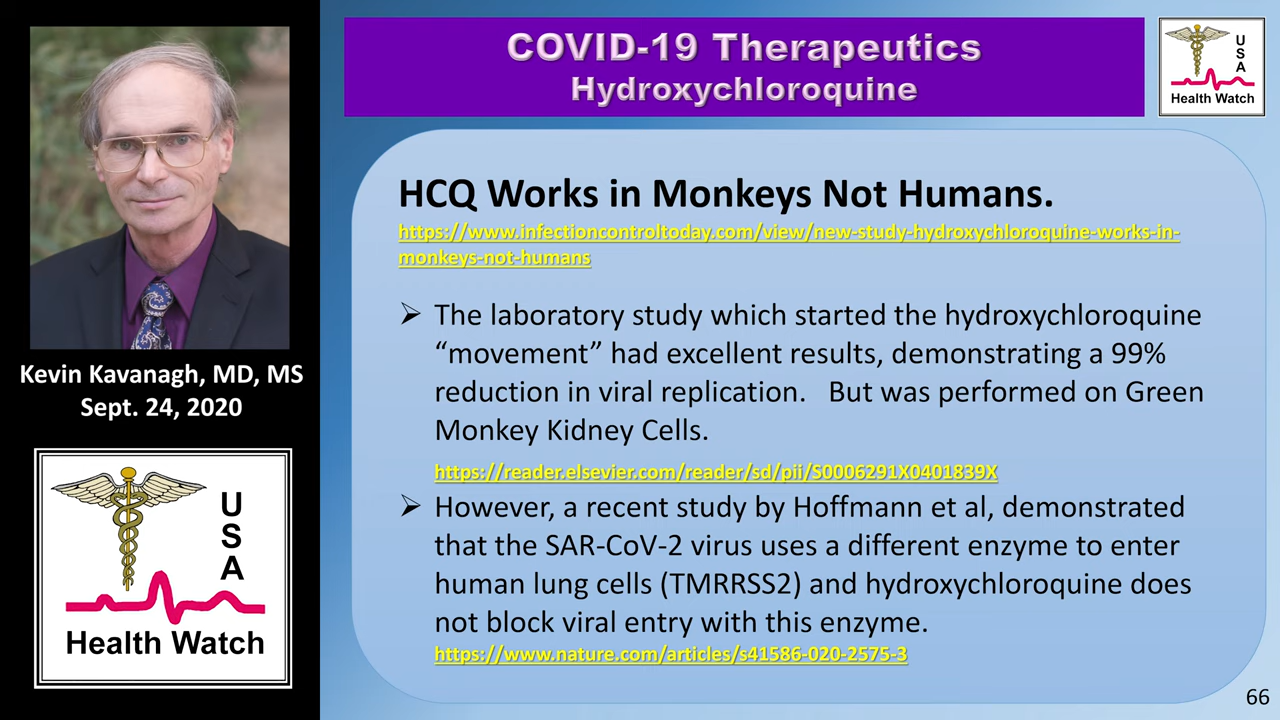 COVID-19 Therapeutics
Hydroxychloroquine
U
S
A
Health Watch
HCQ Works in Monkeys Not Humans.
https://www.infectioncontroltoday.com/view/new-study-hydroxychloroquine-works-in-
monkeys-not-humans
➢ The laboratory study which started the hydroxychloroquine
“movement” had excellent results, demonstrating a 99%
reduction in viral replication. But was performed on Green
Monkey Kidney Cells.
https://reader.elsevier.com/reader/sd/pii/S0006291X0401839X
➢ However, a recent study by Hoffmann et al, demonstrated
that the SAR-CoV-2 virus uses a different enzyme to enter
human lung cells (TMRRSS2) and hydroxychloroquine does
not block viral entry with this enzyme.
https://www.nature.com/articles/s41586-020-2575-3
Kevin Kavanagh, MD, MS
Sept. 24, 2020
U
S
A
Health Watch
66